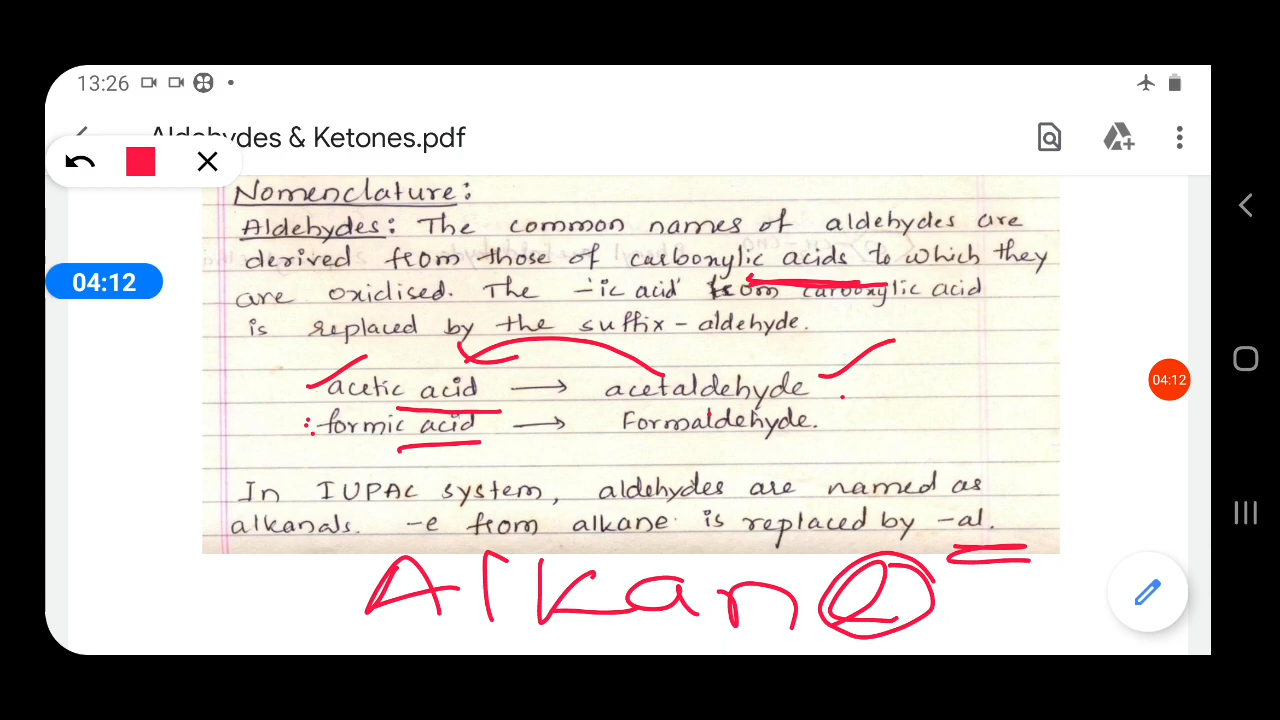 13:26
Aldehydes & Ketones.pdf
Nomenclature:
Aldehydes: The common names of aldehydes are
derived from those of carboxylic acids to which they
04:12
are oxidised. The -'ic acid' from carboxylic acid
is replaced by the suffix - aldehyde.
acetic acid → acetaldehyde
04:12
formic acid → Formaldehyde.
In IUPAC system, aldehydes are named as
alkanals. -e from alkane is replaced by -al.
Alkane